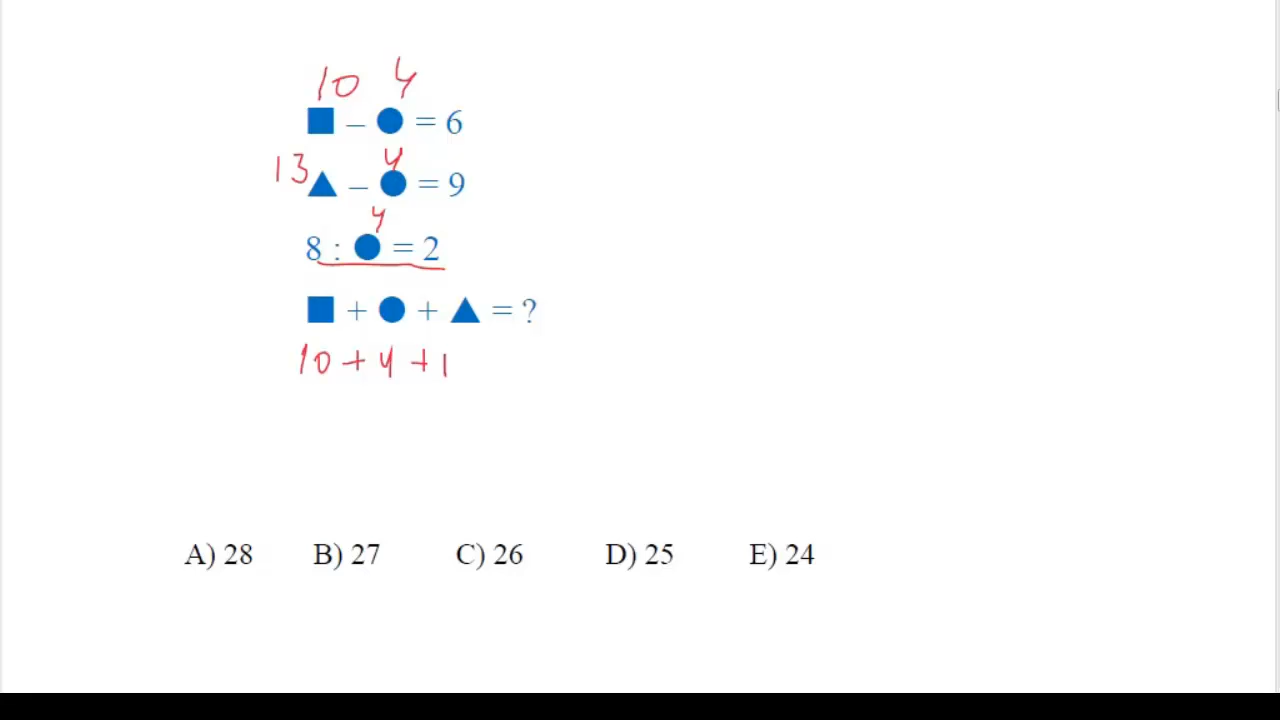 10 4
■ – ● = 6
13 4
▲ – ● = 9
4
8 : ● = 2
■ + ● + ▲ = ?
10 + 4 + 1
A) 28 B) 27 C) 26 D) 25 E) 24